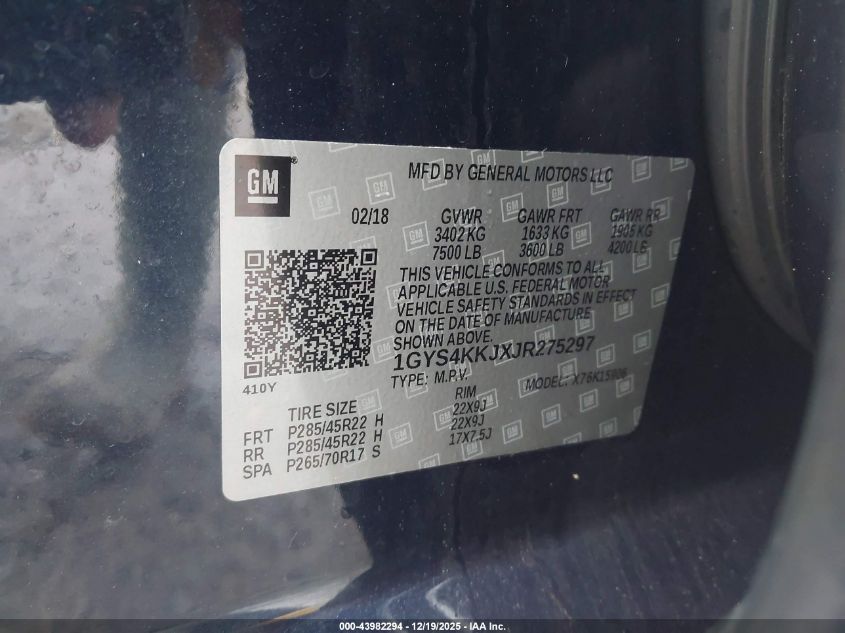 GM
MFD BY GENERAL MOTORS LLC
02/18 GVWR GAWR FRT GAWR RR
3402 KG 1633 KG 1905 KG
7500 LB 3600 LB 4200 LB
THIS VEHICLE CONFORMS TO ALL
APPLICABLE U.S. FEDERAL MOTOR
VEHICLE SAFETY STANDARDS IN EFFECT
ON THE DATE OF MANUFACTURE
SHOWN ABOVE.
1GYS4KKJXJR275297
TYPE: M.P.V. MODEL: X76K15906
410Y
TIRE SIZE RIM
FRT P285/45R22 H 22X9J
RR P285/45R22 H 22X9J
SPA P265/70R17 S 17X7.5J
000-43982294 - 12/19/2025 - IAA Inc.